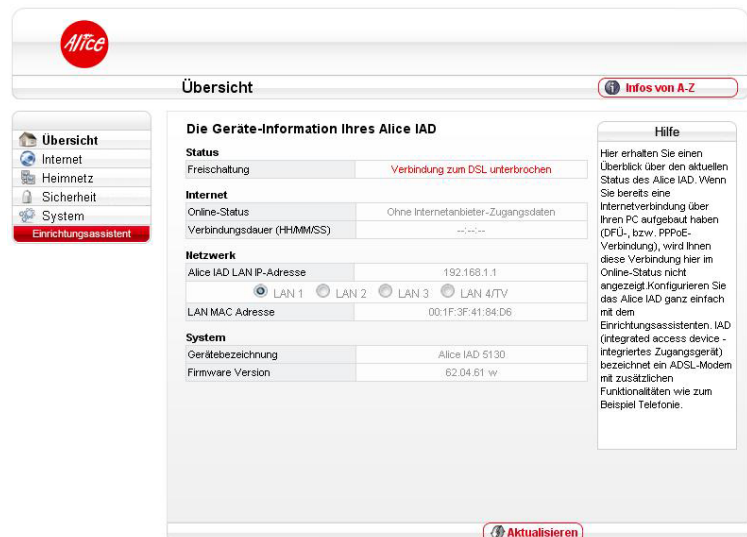 Alice
Übersicht
Infos von A-Z
Übersicht
Internet
Heimnetz
Sicherheit
System
Einrichtungsassistent
Die Geräte-Information Ihres Alice IAD
Status
Freischaltung Verbindung zum DSL unterbrochen
Internet
Online-Status Ohne Internetanbieter-Zugangsdaten
Verbindungsdauer (HH/MM/SS) --:--:--
Netzwerk
Alice IAD LAN IP-Adresse 192.168.1.1
LAN 1 LAN 2 LAN 3 LAN 4/TV
LAN MAC Adresse 00:1F:3F:41:84:D6
System
Gerätebezeichnung Alice IAD 5130
Firmware Version 62.04.61 w
Hilfe
Hier erhalten Sie einen
Überblick über den aktuellen
Status des Alice IAD. Wenn
Sie bereits eine
Internetverbindung über
Ihren PC aufgebaut haben
(DFÜ-, bzw. PPPoE-
Verbindung), wird Ihnen
diese Verbindung hier im
Online-Status nicht
angezeigt.Konfigurieren Sie
das Alice IAD ganz einfach
mit dem
Einrichtungsassistenten. IAD
(integrated access device -
integriertes Zugangsgerät)
bezeichnet ein ADSL-Modem
mit zusätzlichen
Funktionalitäten wie zum
Beispiel Telefonie.
Aktualisieren